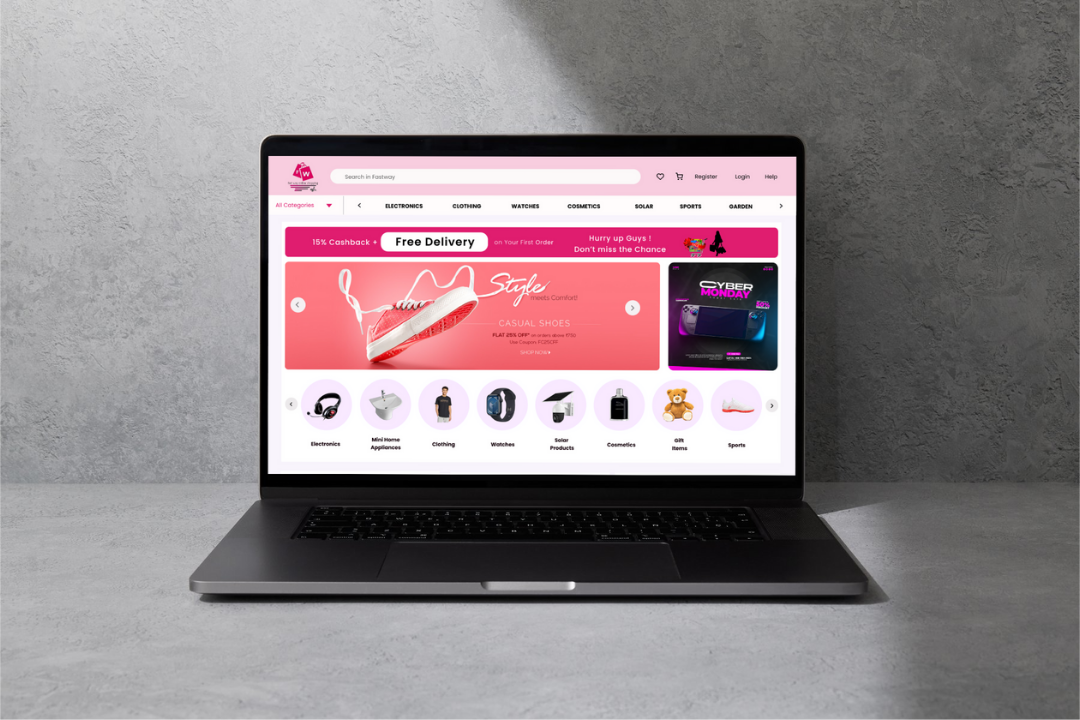 W
Search in Fastway
Register
Login
Help
All Categories
ELECTRONICS
CLOTHING
WATCHES
COSMETICS
SOLAR
SPORTS
GARDEN
15% Cashback +
Free Delivery
on Your First Order
Hurry up Guys !
Don't miss the Chance
Style
meets Comfort!
CASUAL SHOES
FLAT 25% OFF* on orders above
Use Coupon
SHOP NOW
CYBER
MONDAY
Electronics
Mini Home
Appliances
Clothing
Watches
Solar
Products
Cosmetics
Gift
Items
Sports